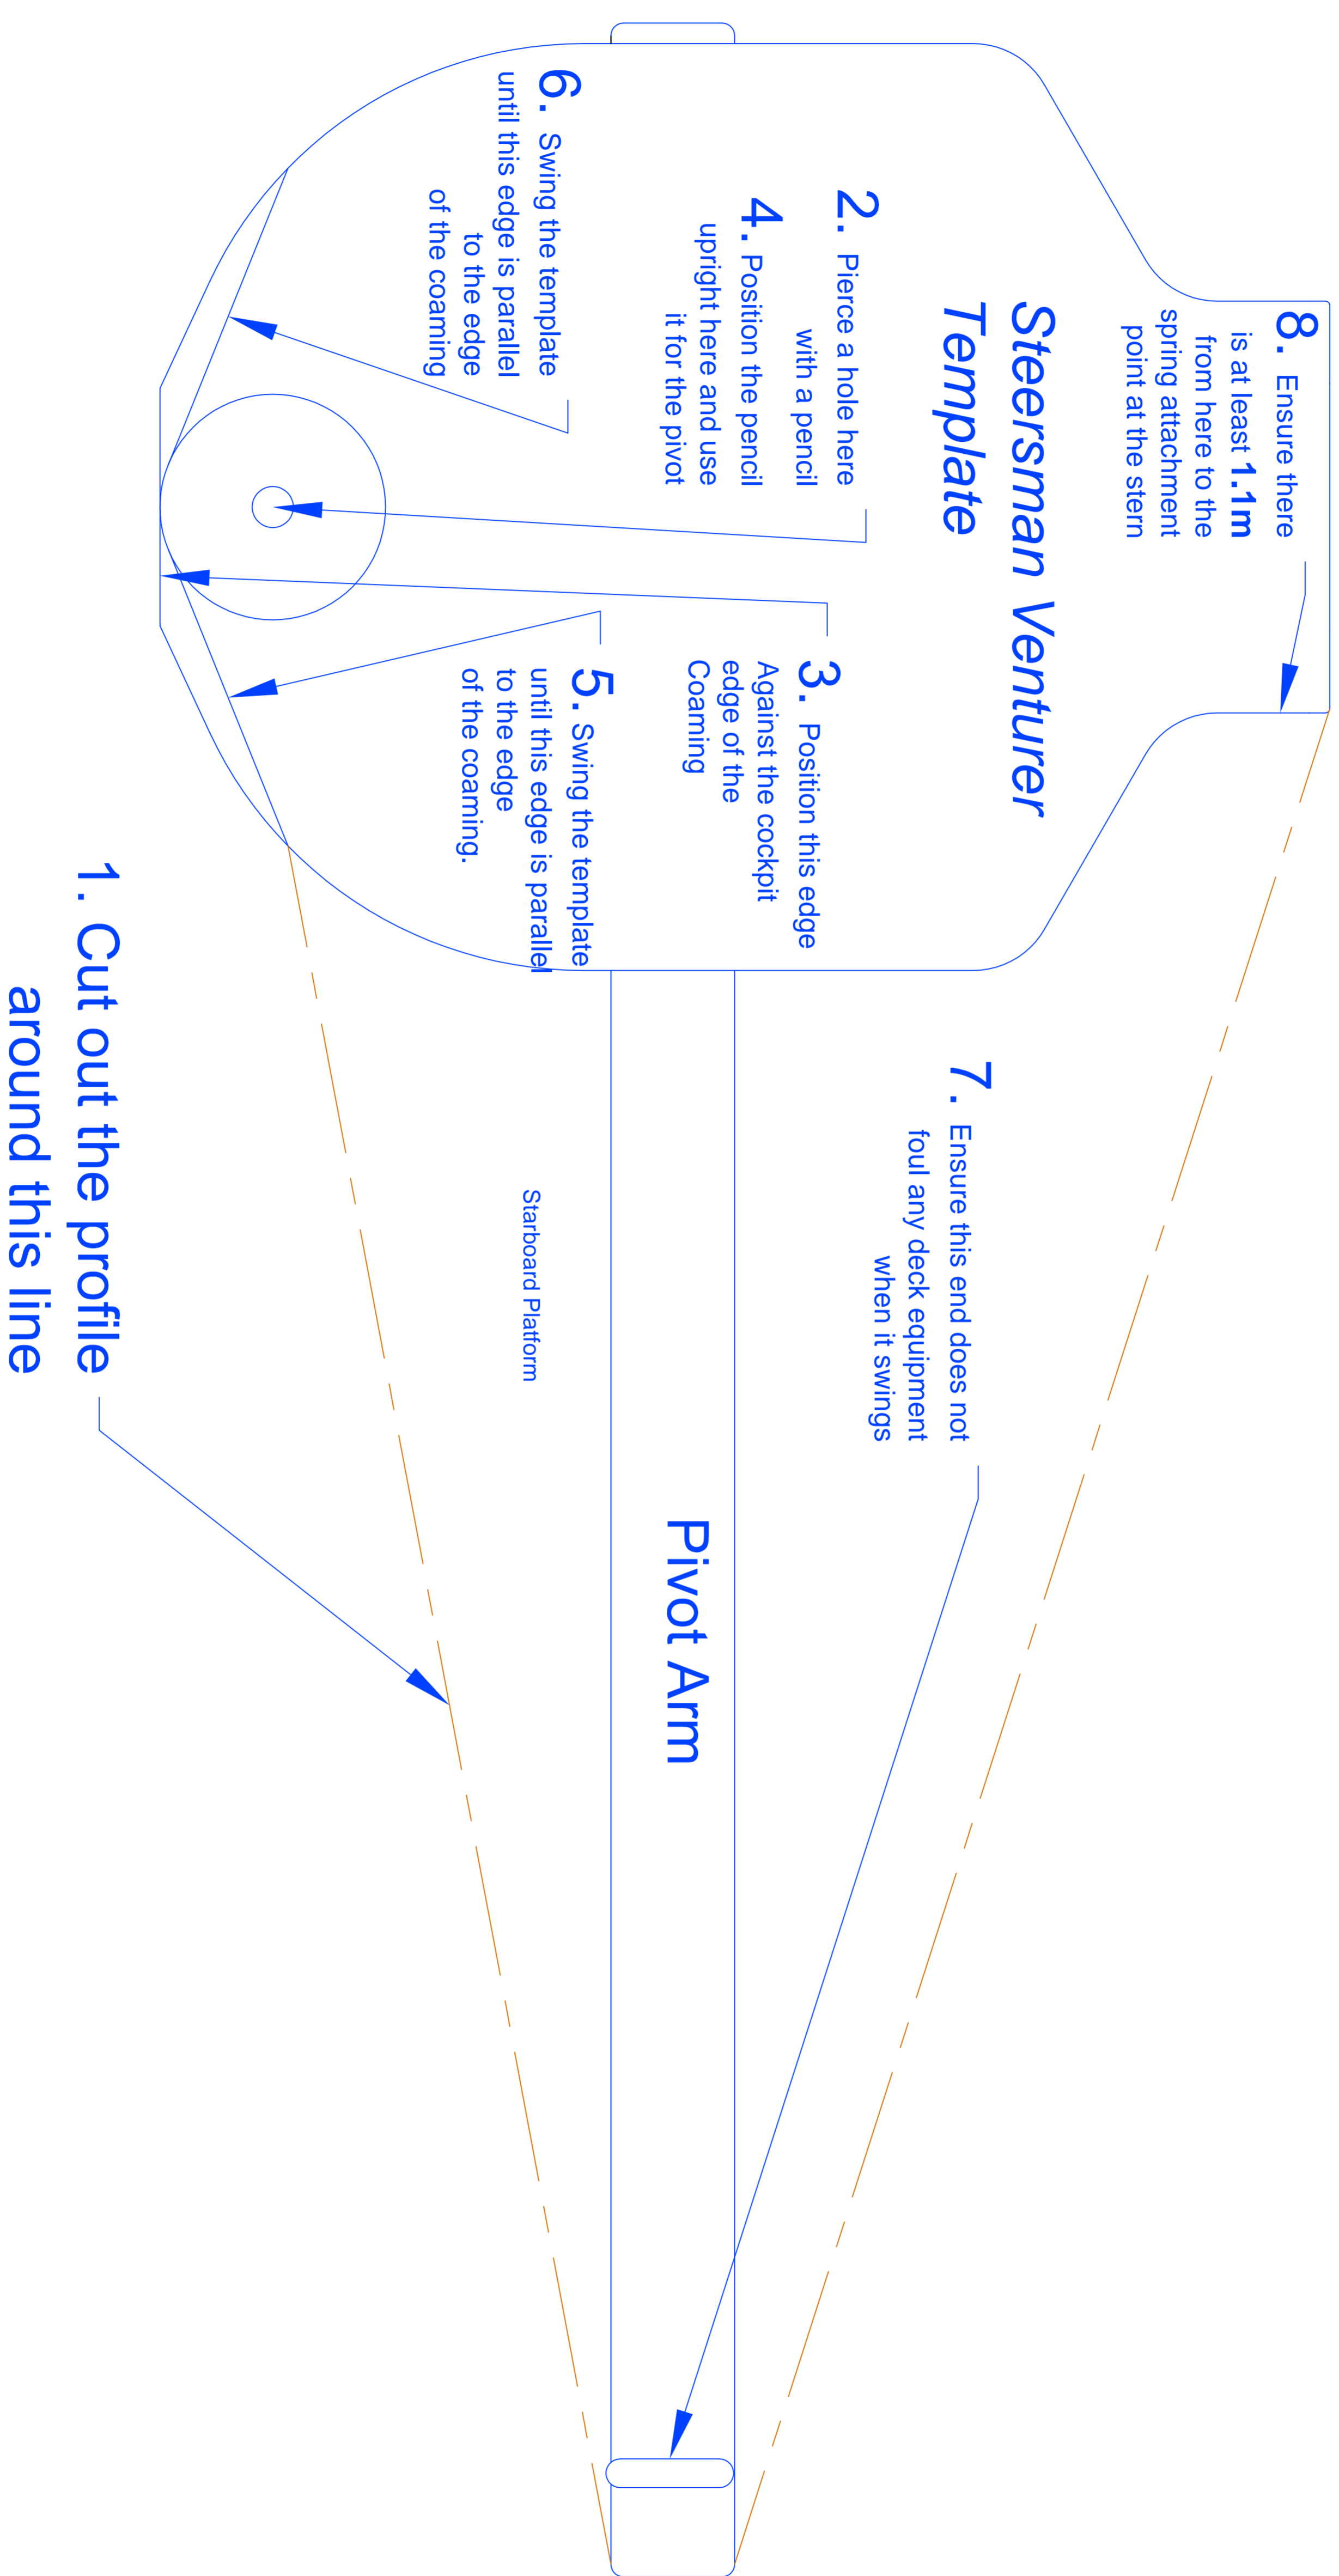 Steersman Venturer
Template
1. Cut out the profile
around this line
2. Pierce a hole here
with a pencil
3. Position this edge
Against the cockpit
edge of the
Coaming
4. Position the pencil
upright here and use
it for the pivot
5. Swing the template
until this edge is parallel
to the edge
of the coaming.
6. Swing the template
until this edge is parallel
to the edge
of the coaming
7. Ensure this end does not
foul any deck equipment
when it swings
8. Ensure there
is at least 1.1m
from here to the
spring attachment
point at the stern
Starboard Platform
Pivot Arm